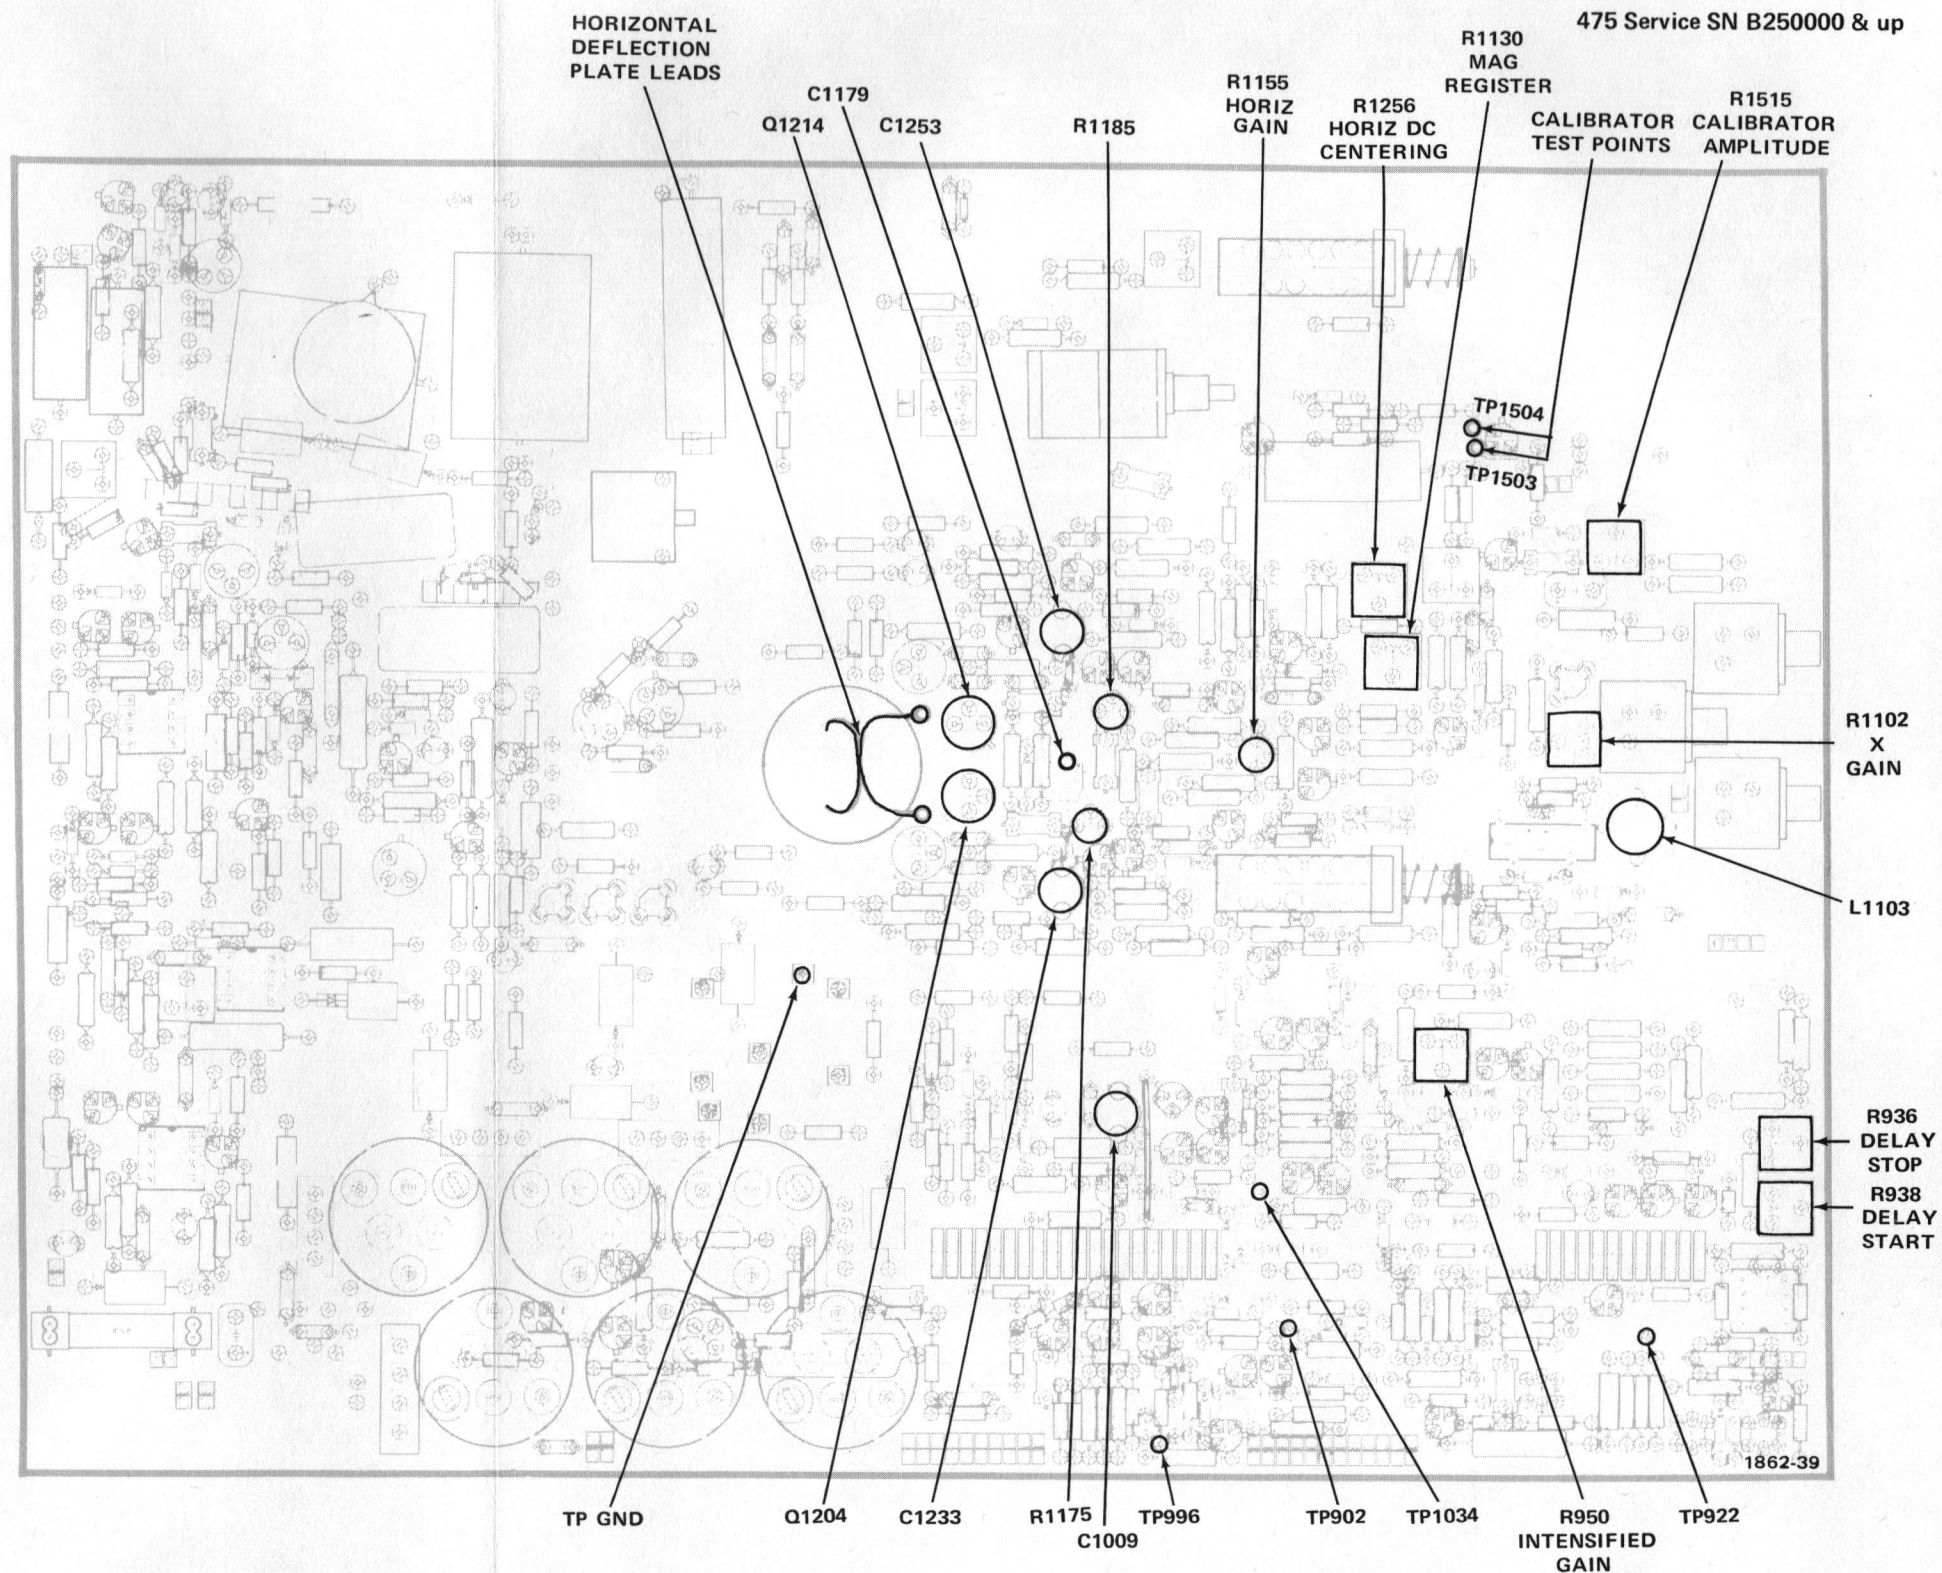 475 Service SN B250000 & up
HORIZONTAL
DEFLECTION
PLATE LEADS
C1179
Q1214
C1253
R1185
R1155
HORIZ
GAIN
R1256
HORIZ DC
CENTERING
R1130
MAG
REGISTER
CALIBRATOR
TEST POINTS
R1515
CALIBRATOR
AMPLITUDE
TP1504
TP1503
R1102
X
GAIN
L1103
R936
DELAY
STOP
R938
DELAY
START
1862-39
TP GND
Q1204
C1233
R1175
C1009
TP996
TP902
TP1034
R950
INTENSIFIED
GAIN
TP922